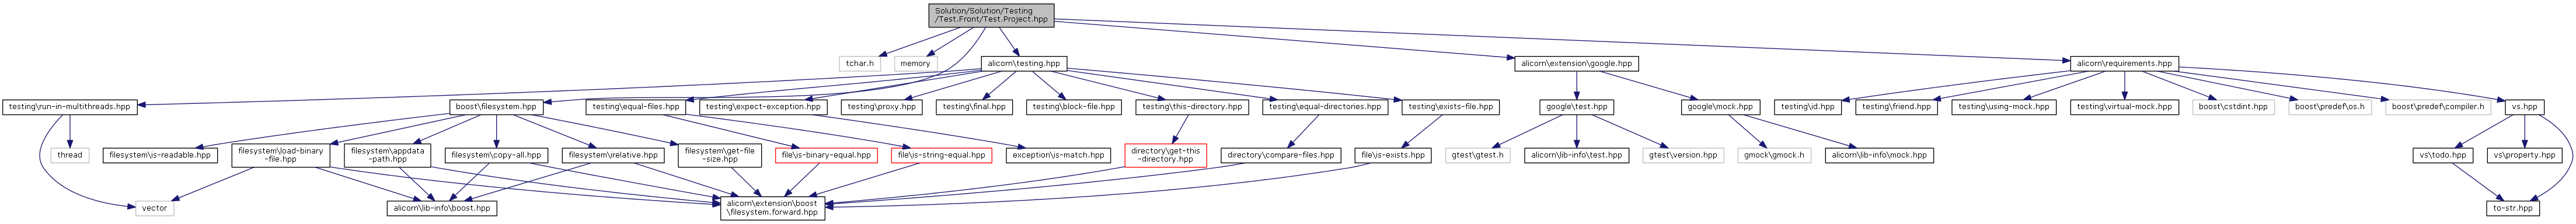 Solution/Solution/Testing
/Test.Front/Test.Project.hpp
tchar.h
memory
alicorn\testing.hpp
alicorn\extension\google.hpp
alicorn\requirements.hpp
testing\run-in-multithreads.hpp
boost\filesystem.hpp
testing\equal-files.hpp
testing\expect-exception.hpp
testing\proxy.hpp
testing\final.hpp
testing\block-file.hpp
testing\this-directory.hpp
testing\equal-directories.hpp
testing\exists-file.hpp
google\test.hpp
google\mock.hpp
testing\id.hpp
testing\friend.hpp
testing\using-mock.hpp
testing\virtual-mock.hpp
boost\cstdint.hpp
boost\predef\os.h
boost\predef\compiler.h
vs.hpp
thread
filesystem\is-readable.hpp
filesystem\load-binary
-file.hpp
filesystem\appdata
-path.hpp
filesystem\copy-all.hpp
filesystem\relative.hpp
filesystem\get-file
-size.hpp
file\is-binary-equal.hpp
file\is-string-equal.hpp
exception\is-match.hpp
directory\get-this
-directory.hpp
directory\compare-files.hpp
file\is-exists.hpp
gtest\gtest.h
alicorn\lib-info\test.hpp
gtest\version.hpp
gmock\gmock.h
alicorn\lib-info\mock.hpp
vs\todo.hpp
vs\property.hpp
vector
alicorn\lib-info\boost.hpp
alicorn\extension\boost
\filesystem.forward.hpp
to-str.hpp